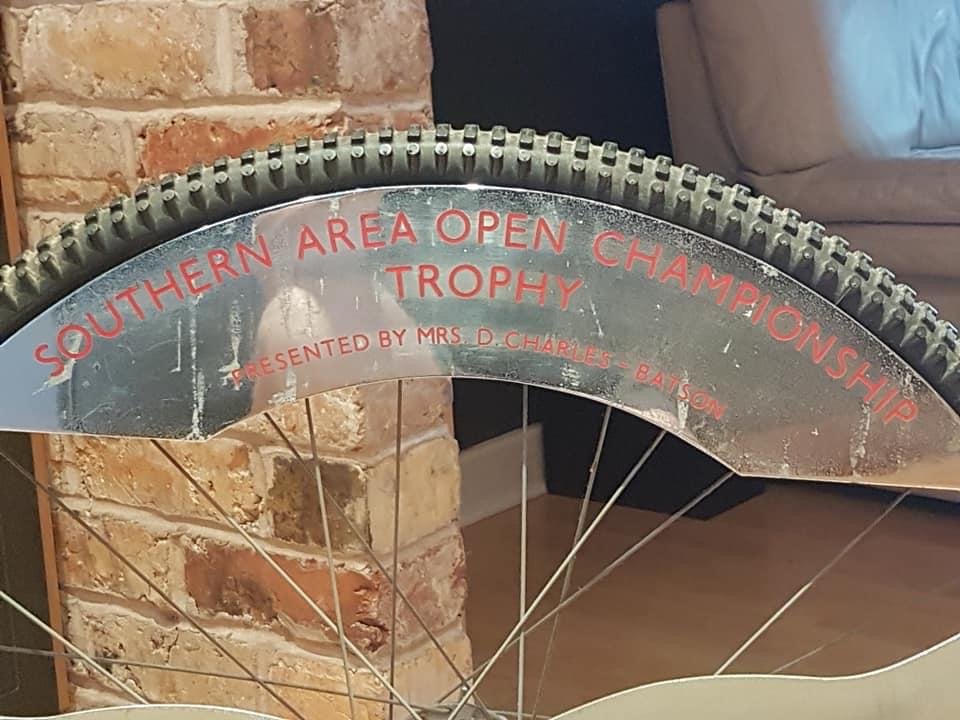 SOUTHERN AREA OPEN CHAMPIONSHIP
TROPHY
PRESENTED BY MRS. D. CHARLES - BATSON